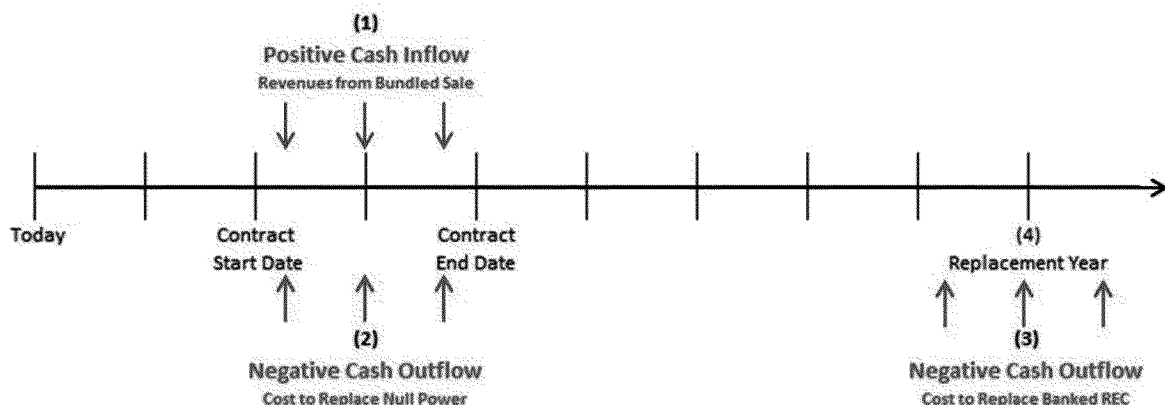 (1)
Positive Cash Inflow
Revenues from Bundled Sale
Today
Contract
Start Date
Contract
End Date
(4)
Replacement Year
(2)
Negative Cash Outflow
Cost to Replace Null Power
(3)
Negative Cash Outflow
Cost to Replace Banked REC